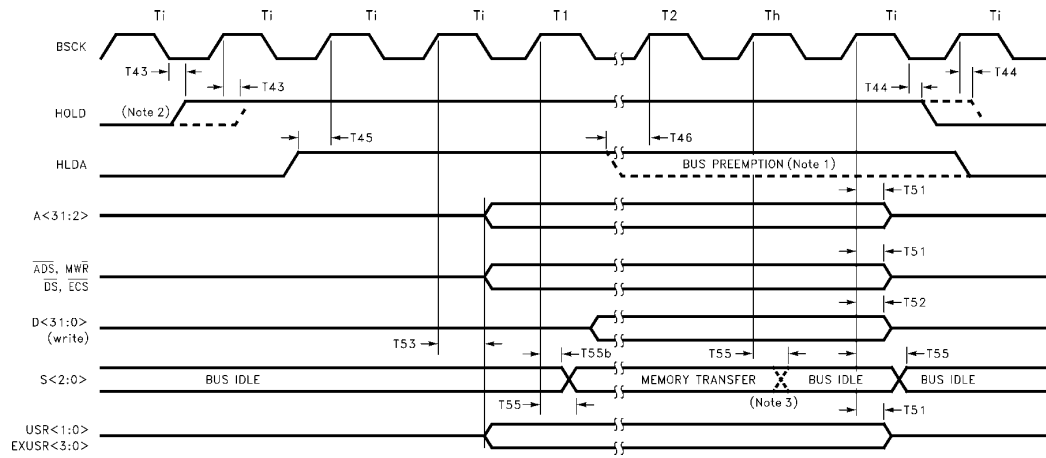 Ti Ti Ti Ti T1 T2 Th Ti Ti
BSCK
T43 T43 T44 T44
HOLD (Note 2)
T45 T46
HLDA BUS PREEMPTION (Note 1)
T51
A<31:2>
T51
ADS, MWR
DS, ECS
T52
D<31:0>
(write)
T53 T55b T55 T55
S<2:0> BUS IDLE MEMORY TRANSFER BUS IDLE BUS IDLE
(Note 3)
T55 T51
USR<1:0>
EXUSR<3:0>